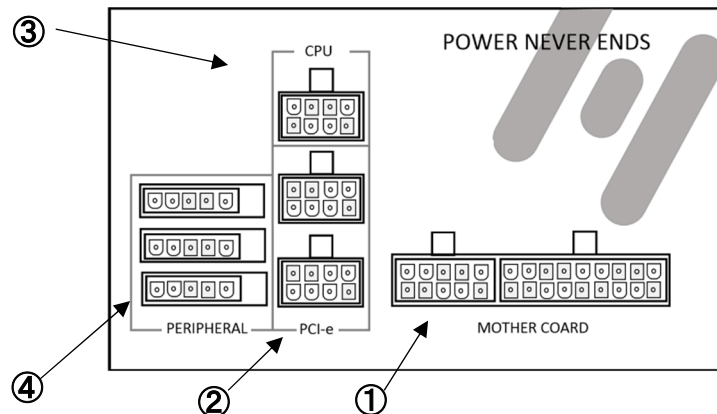 ③
CPU
POWER NEVER ENDS
PERIPHERAL
PCI-e
MOTHER COARD
④
②
①